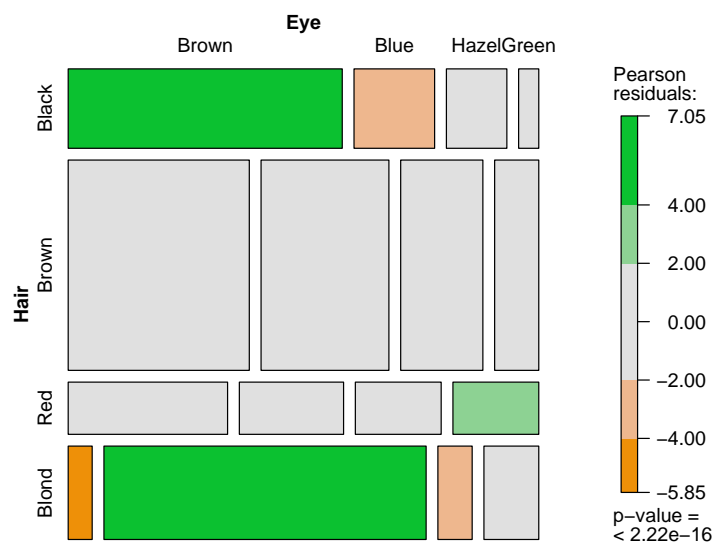 Eye
Brown Blue HazelGreen
Hair
Black
Brown
Red
Blond
Pearson
residuals:
7.05
4.00
2.00
0.00
−2.00
−4.00
−5.85
p−value =
< 2.22e−16